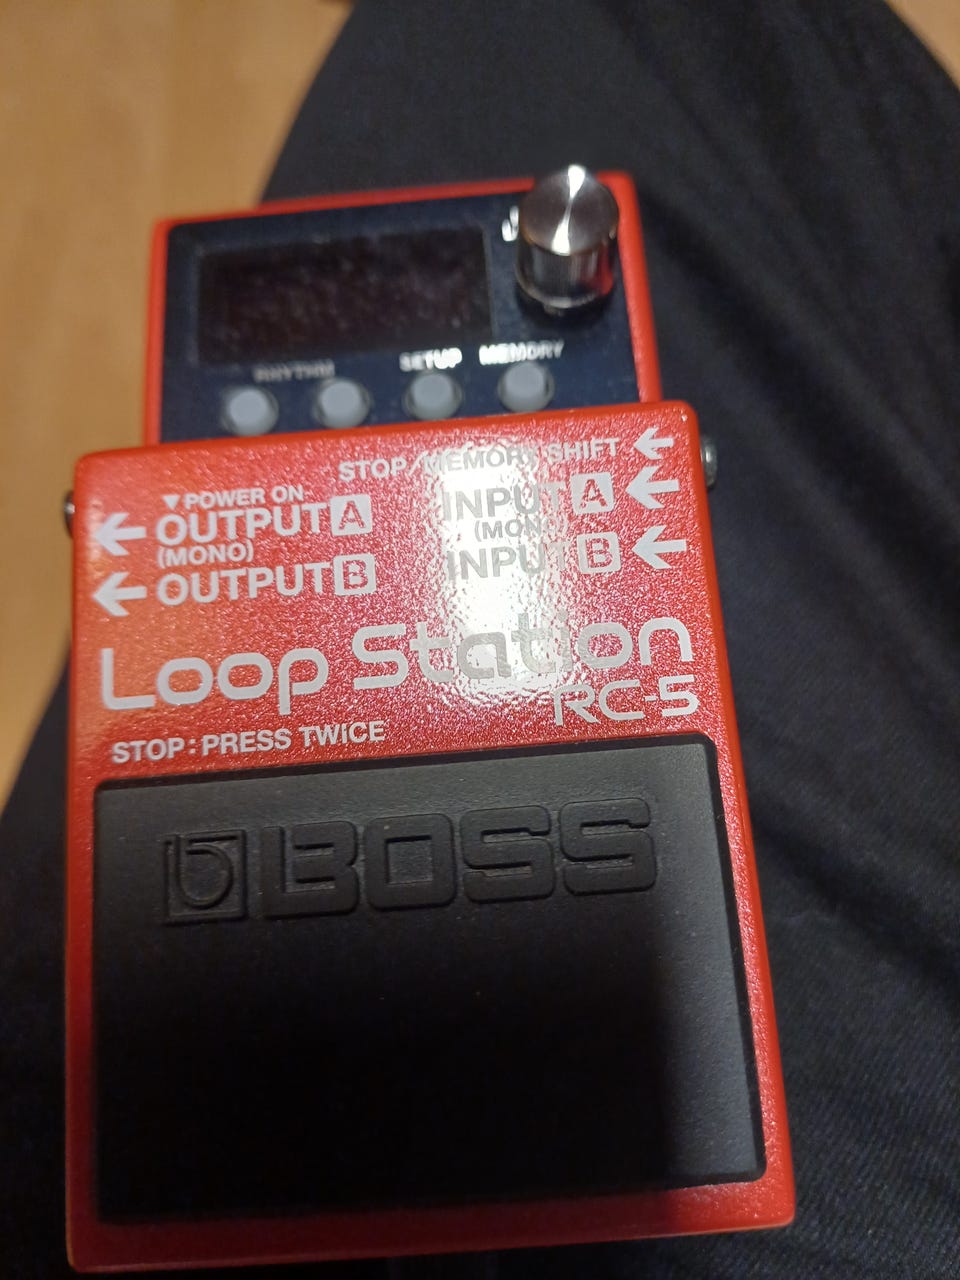 RHYTHM
SETUP MEMORY
STOP/MEMORY SHIFT
▼POWER ON
OUTPUT A
(MONO)
OUTPUT B
INPUT A
(MONO)
INPUT B
Loop Station
RC-5
STOP:PRESS TWICE
BOSS